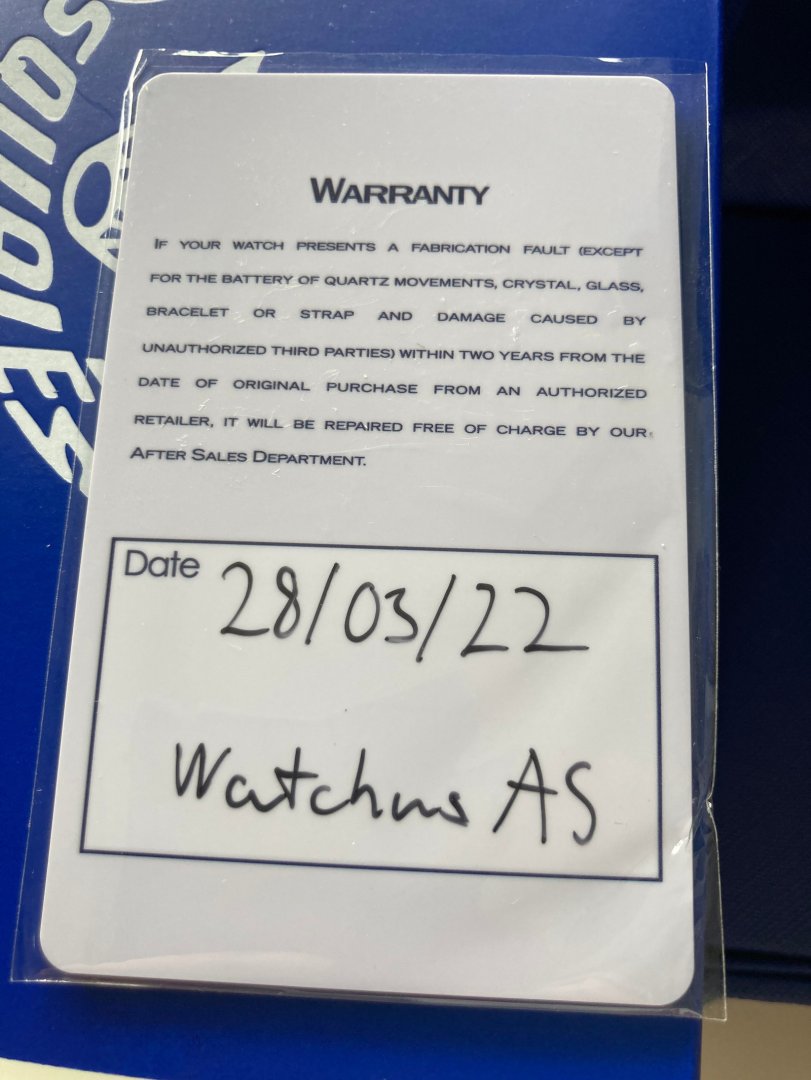 WARRANTY
IF YOUR WATCH PRESENTS A FABRICATION FAULT (EXCEPT
FOR THE BATTERY OF QUARTZ MOVEMENTS, CRYSTAL, GLASS,
BRACELET OR STRAP AND DAMAGE CAUSED BY
UNAUTHORIZED THIRD PARTIES) WITHIN TWO YEARS FROM THE
DATE OF ORIGINAL PURCHASE FROM AN AUTHORIZED
RETAILER, IT WILL BE REPAIRED FREE OF CHARGE BY OUR
AFTER SALES DEPARTMENT.
Date 28/03/22
AS